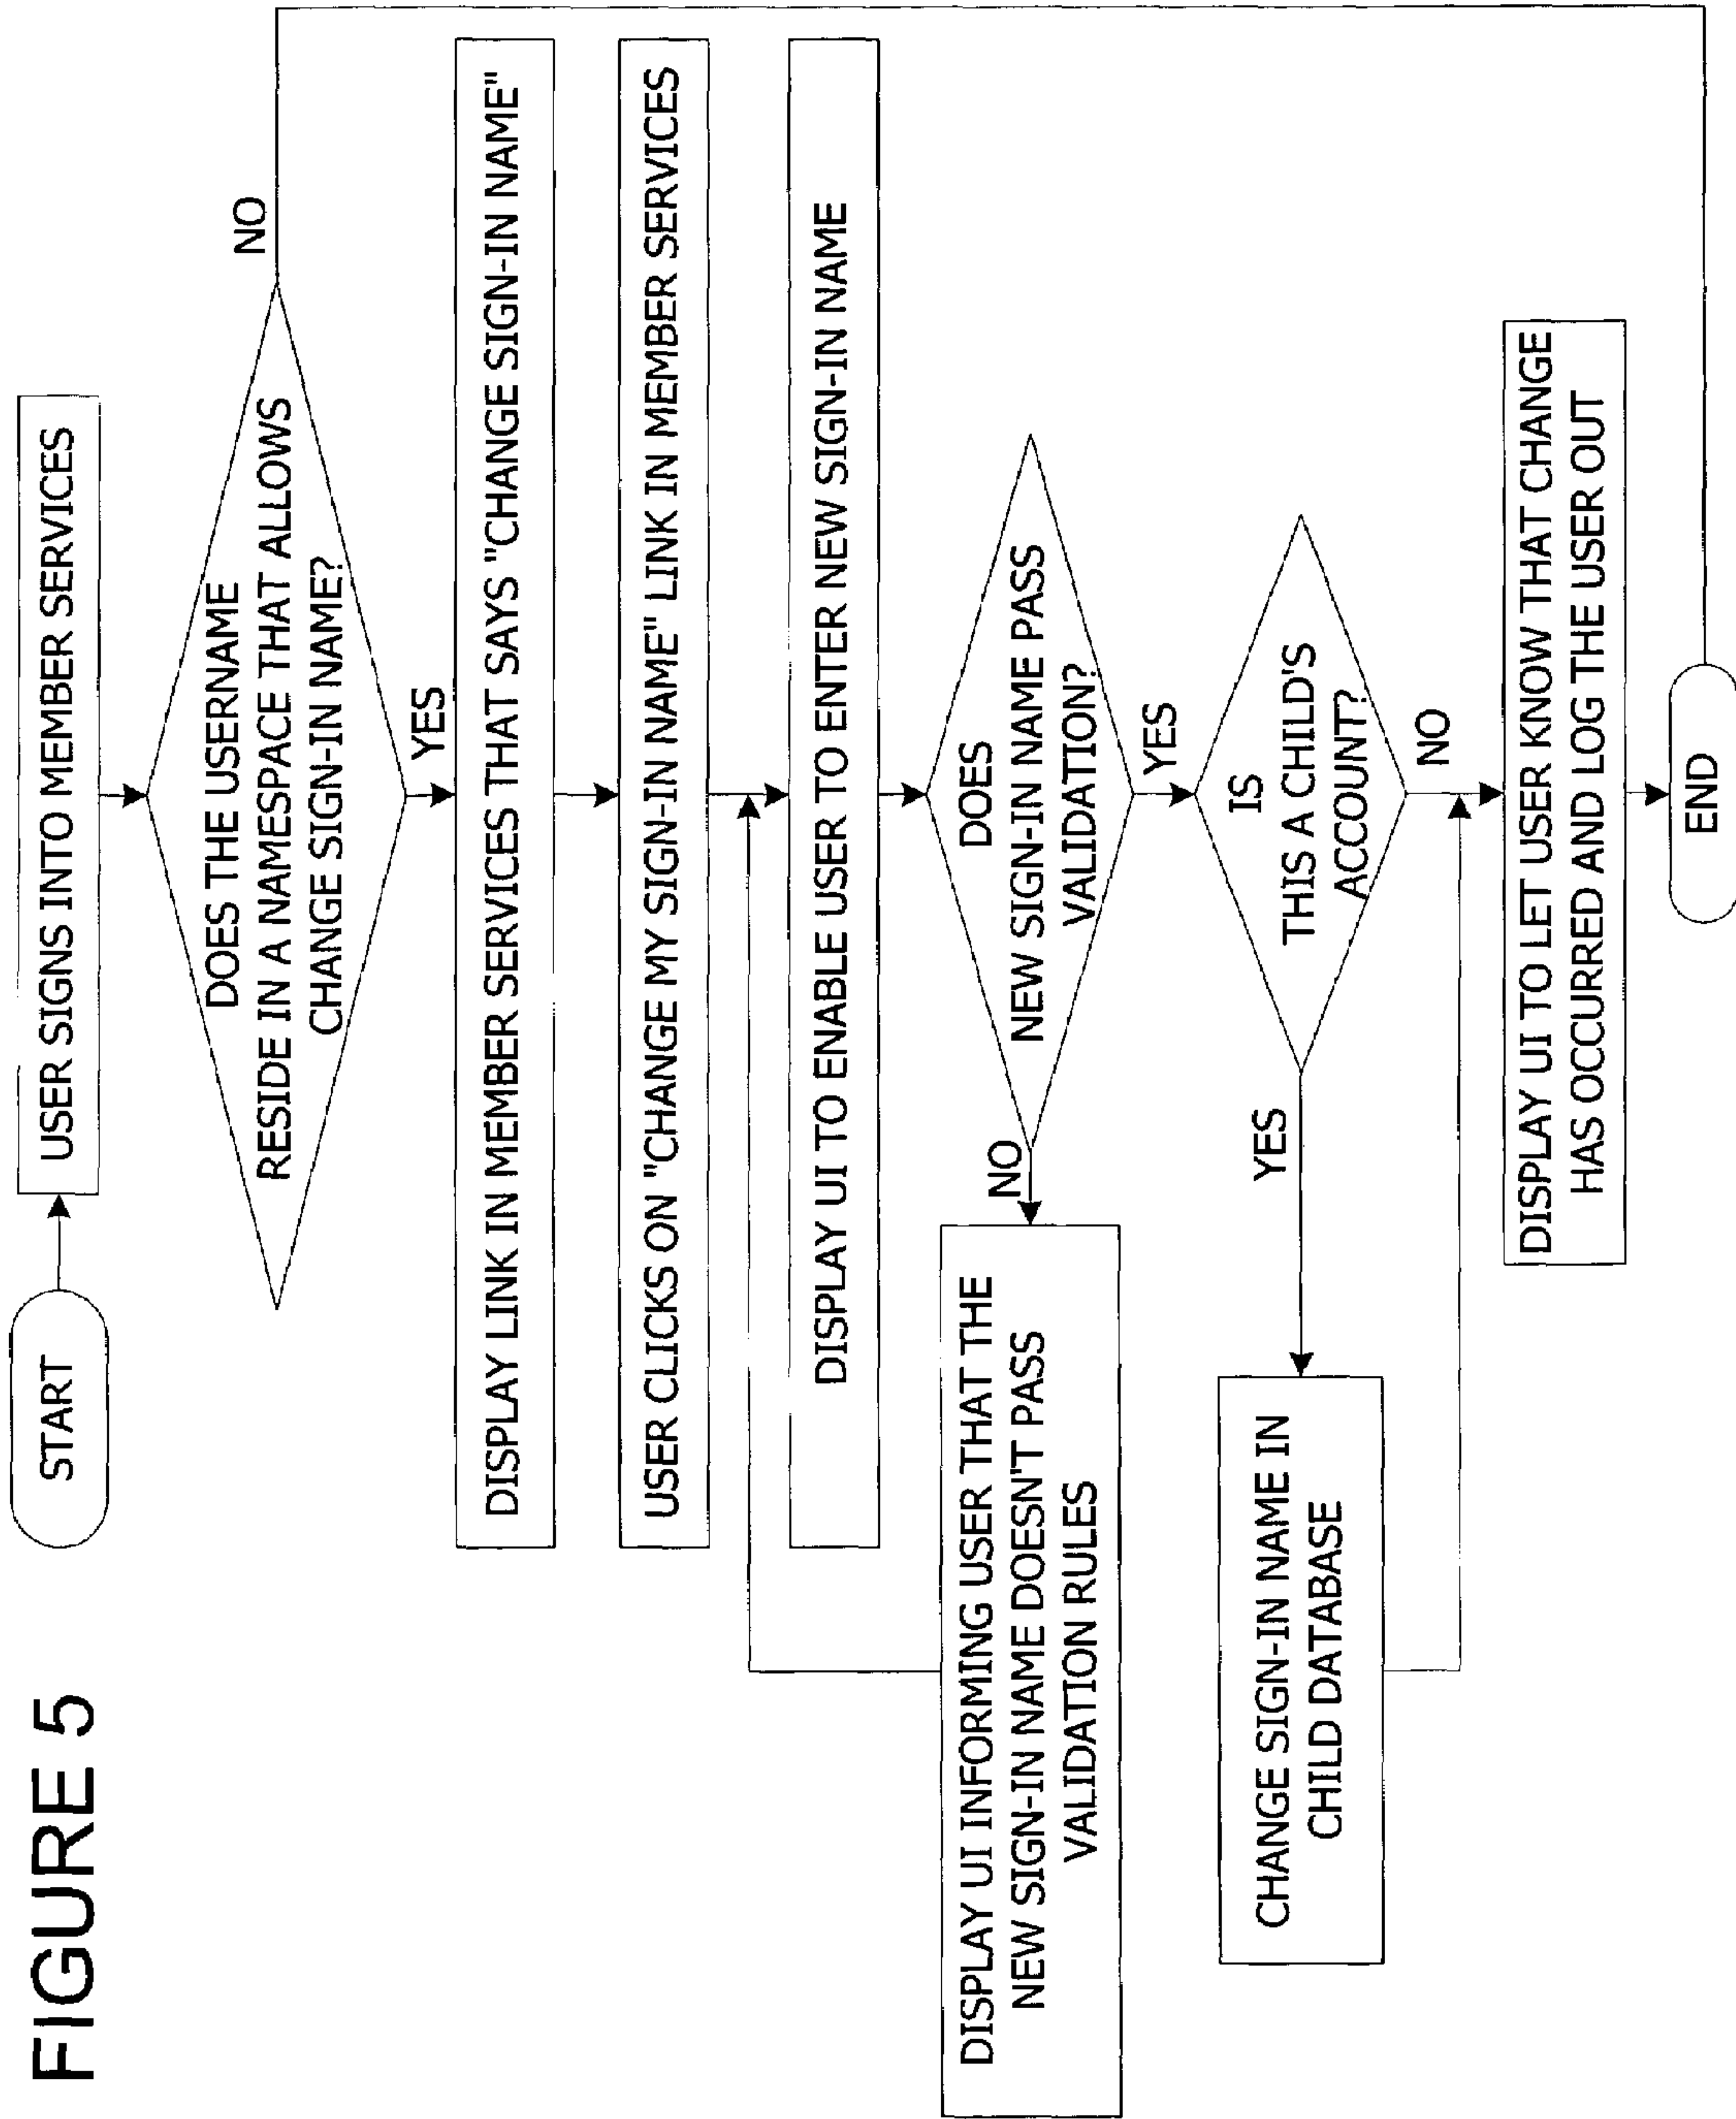 FIGURE 5
START
USER SIGNS INTO MEMBER SERVICES
DOES THE USERNAME
RESIDE IN A NAMESPACE THAT ALLOWS
CHANGE SIGN-IN NAME?
NO
YES
DISPLAY LINK IN MEMBER SERVICES THAT SAYS "CHANGE SIGN-IN NAME"
USER CLICKS ON "CHANGE MY SIGN-IN NAME" LINK IN MEMBER SERVICES
DISPLAY UI TO ENABLE USER TO ENTER NEW SIGN-IN NAME
DOES
NEW SIGN-IN NAME PASS
VALIDATION?
NO
YES
DISPLAY UI INFORMING USER THAT THE
NEW SIGN-IN NAME DOESN'T PASS
VALIDATION RULES
IS
THIS A CHILD'S
ACCOUNT?
YES
NO
CHANGE SIGN-IN NAME IN
CHILD DATABASE
DISPLAY UI TO LET USER KNOW THAT CHANGE
HAS OCCURRED AND LOG THE USER OUT
END